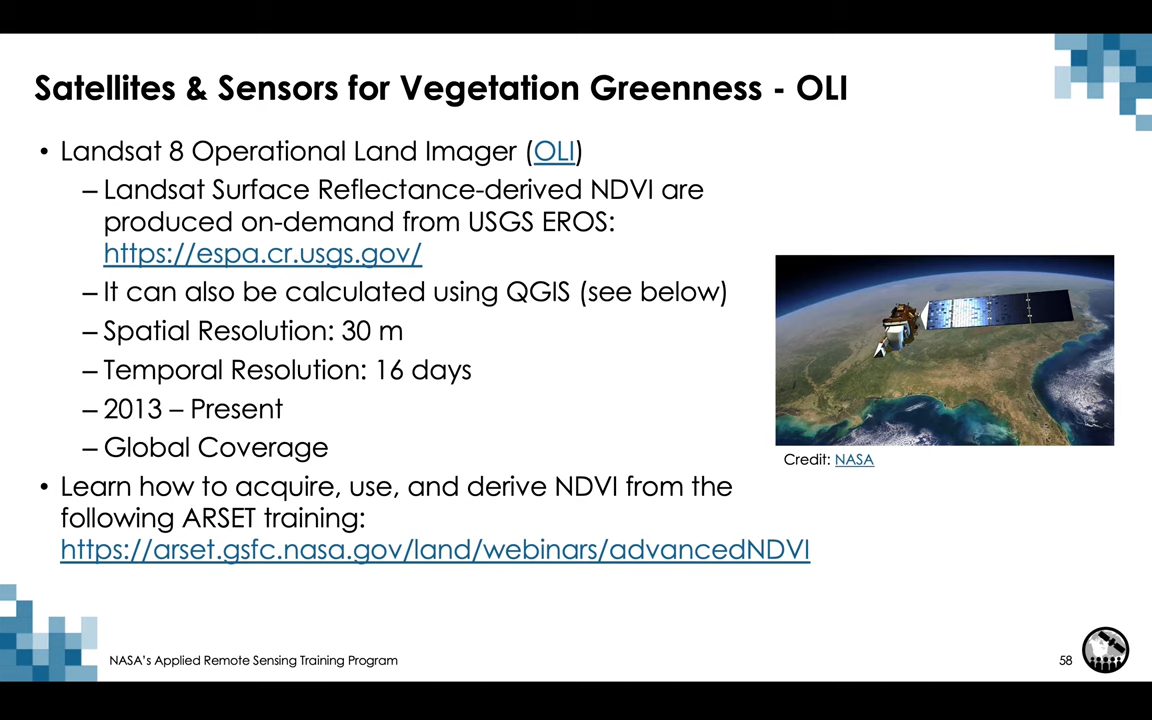 Satellites & Sensors for Vegetation Greenness - OLI
• Landsat 8 Operational Land Imager (OLI)
– Landsat Surface Reflectance-derived NDVI are
produced on-demand from USGS EROS:
https://espa.cr.usgs.gov/
– It can also be calculated using QGIS (see below)
– Spatial Resolution: 30 m
– Temporal Resolution: 16 days
– 2013 – Present
– Global Coverage
Credit: NASA
• Learn how to acquire, use, and derive NDVI from the
following ARSET training:
https://arset.gsfc.nasa.gov/land/webinars/advancedNDVI
NASA's Applied Remote Sensing Training Program
58